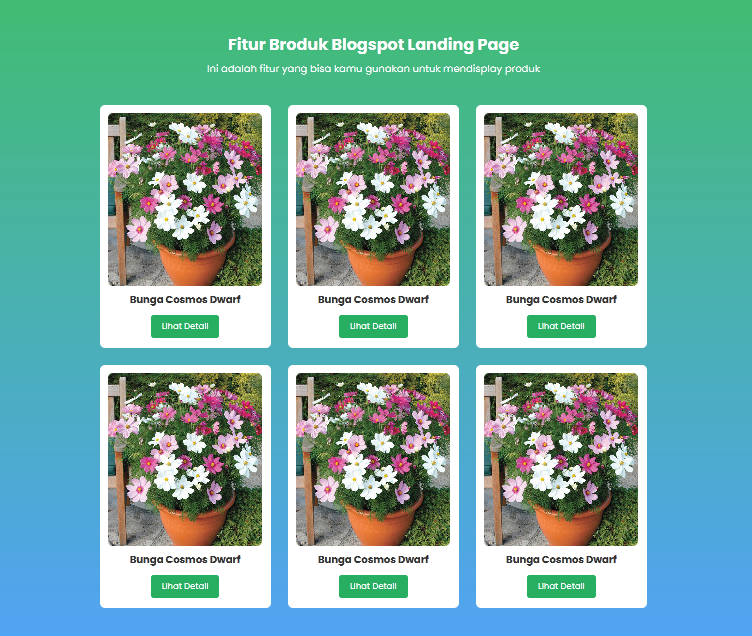 Fitur Broduk Blogspot Landing Page
Ini adalah fitur yang bisa kamu gunakan untuk mendisplay produk
Bunga Cosmos Dwarf
Bunga Cosmos Dwarf
Bunga Cosmos Dwarf
Lihat Detail
Lihat Detail
Lihat Detail
Bunga Cosmos Dwarf
Bunga Cosmos Dwarf
Bunga Cosmos Dwarf
Lihat Detail
Lihat Detail
Lihat Detail